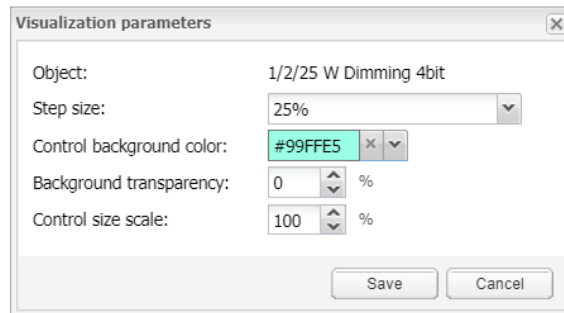 Visualization parameters
Object: 1/2/25 W Dimming 4bit
Step size: 25%
Control background color: #99FFE5
Background transparency: 0 %
Control size scale: 100 %
Save Cancel